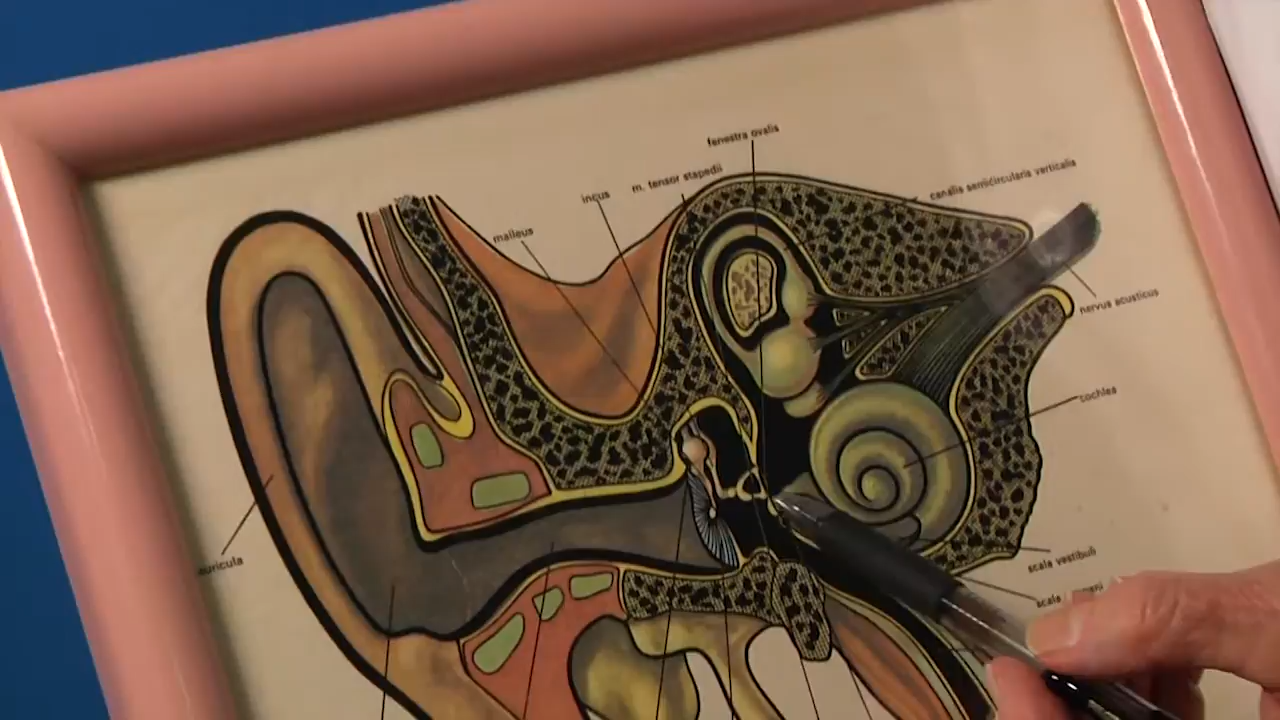 fenestra ovalis
m. tensor stapedii
incus
canalis semicircularis verticalis
malleus
nervus acusticus
cochlea
auricula
scala vestibuli
scala